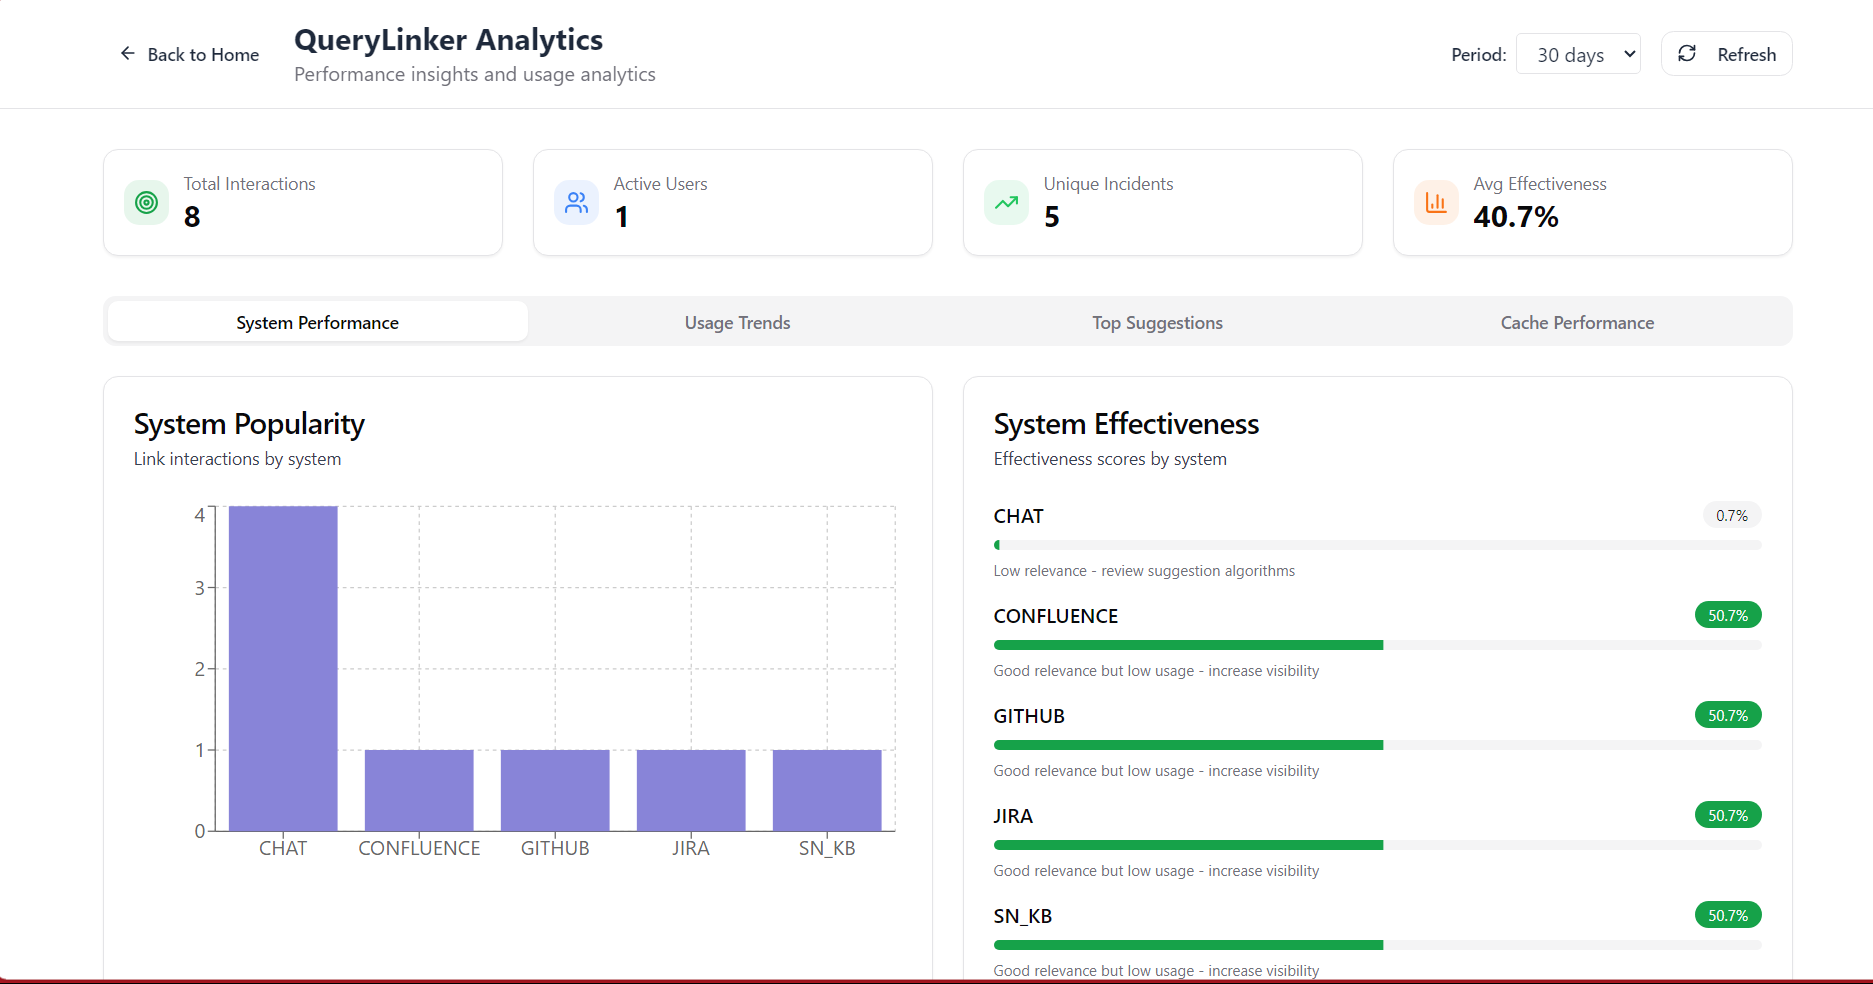 Back to Home
QueryLinker Analytics
Performance insights and usage analytics
Period:
30 days
Refresh
Total Interactions
8
Active Users
1
Unique Incidents
5
Avg Effectiveness
40.7%
System Performance
Usage Trends
Top Suggestions
Cache Performance
System Popularity
Link interactions by system
4
3
2
1
0
CHAT
CONFLUENCE
GITHUB
JIRA
SN_KB
System Effectiveness
Effectiveness scores by system
CHAT
0.7%
Low relevance - review suggestion algorithms
CONFLUENCE
50.7%
Good relevance but low usage - increase visibility
GITHUB
50.7%
Good relevance but low usage - increase visibility
JIRA
50.7%
Good relevance but low usage - increase visibility
SN_KB
50.7%
Good relevance but low usage - increase visibility